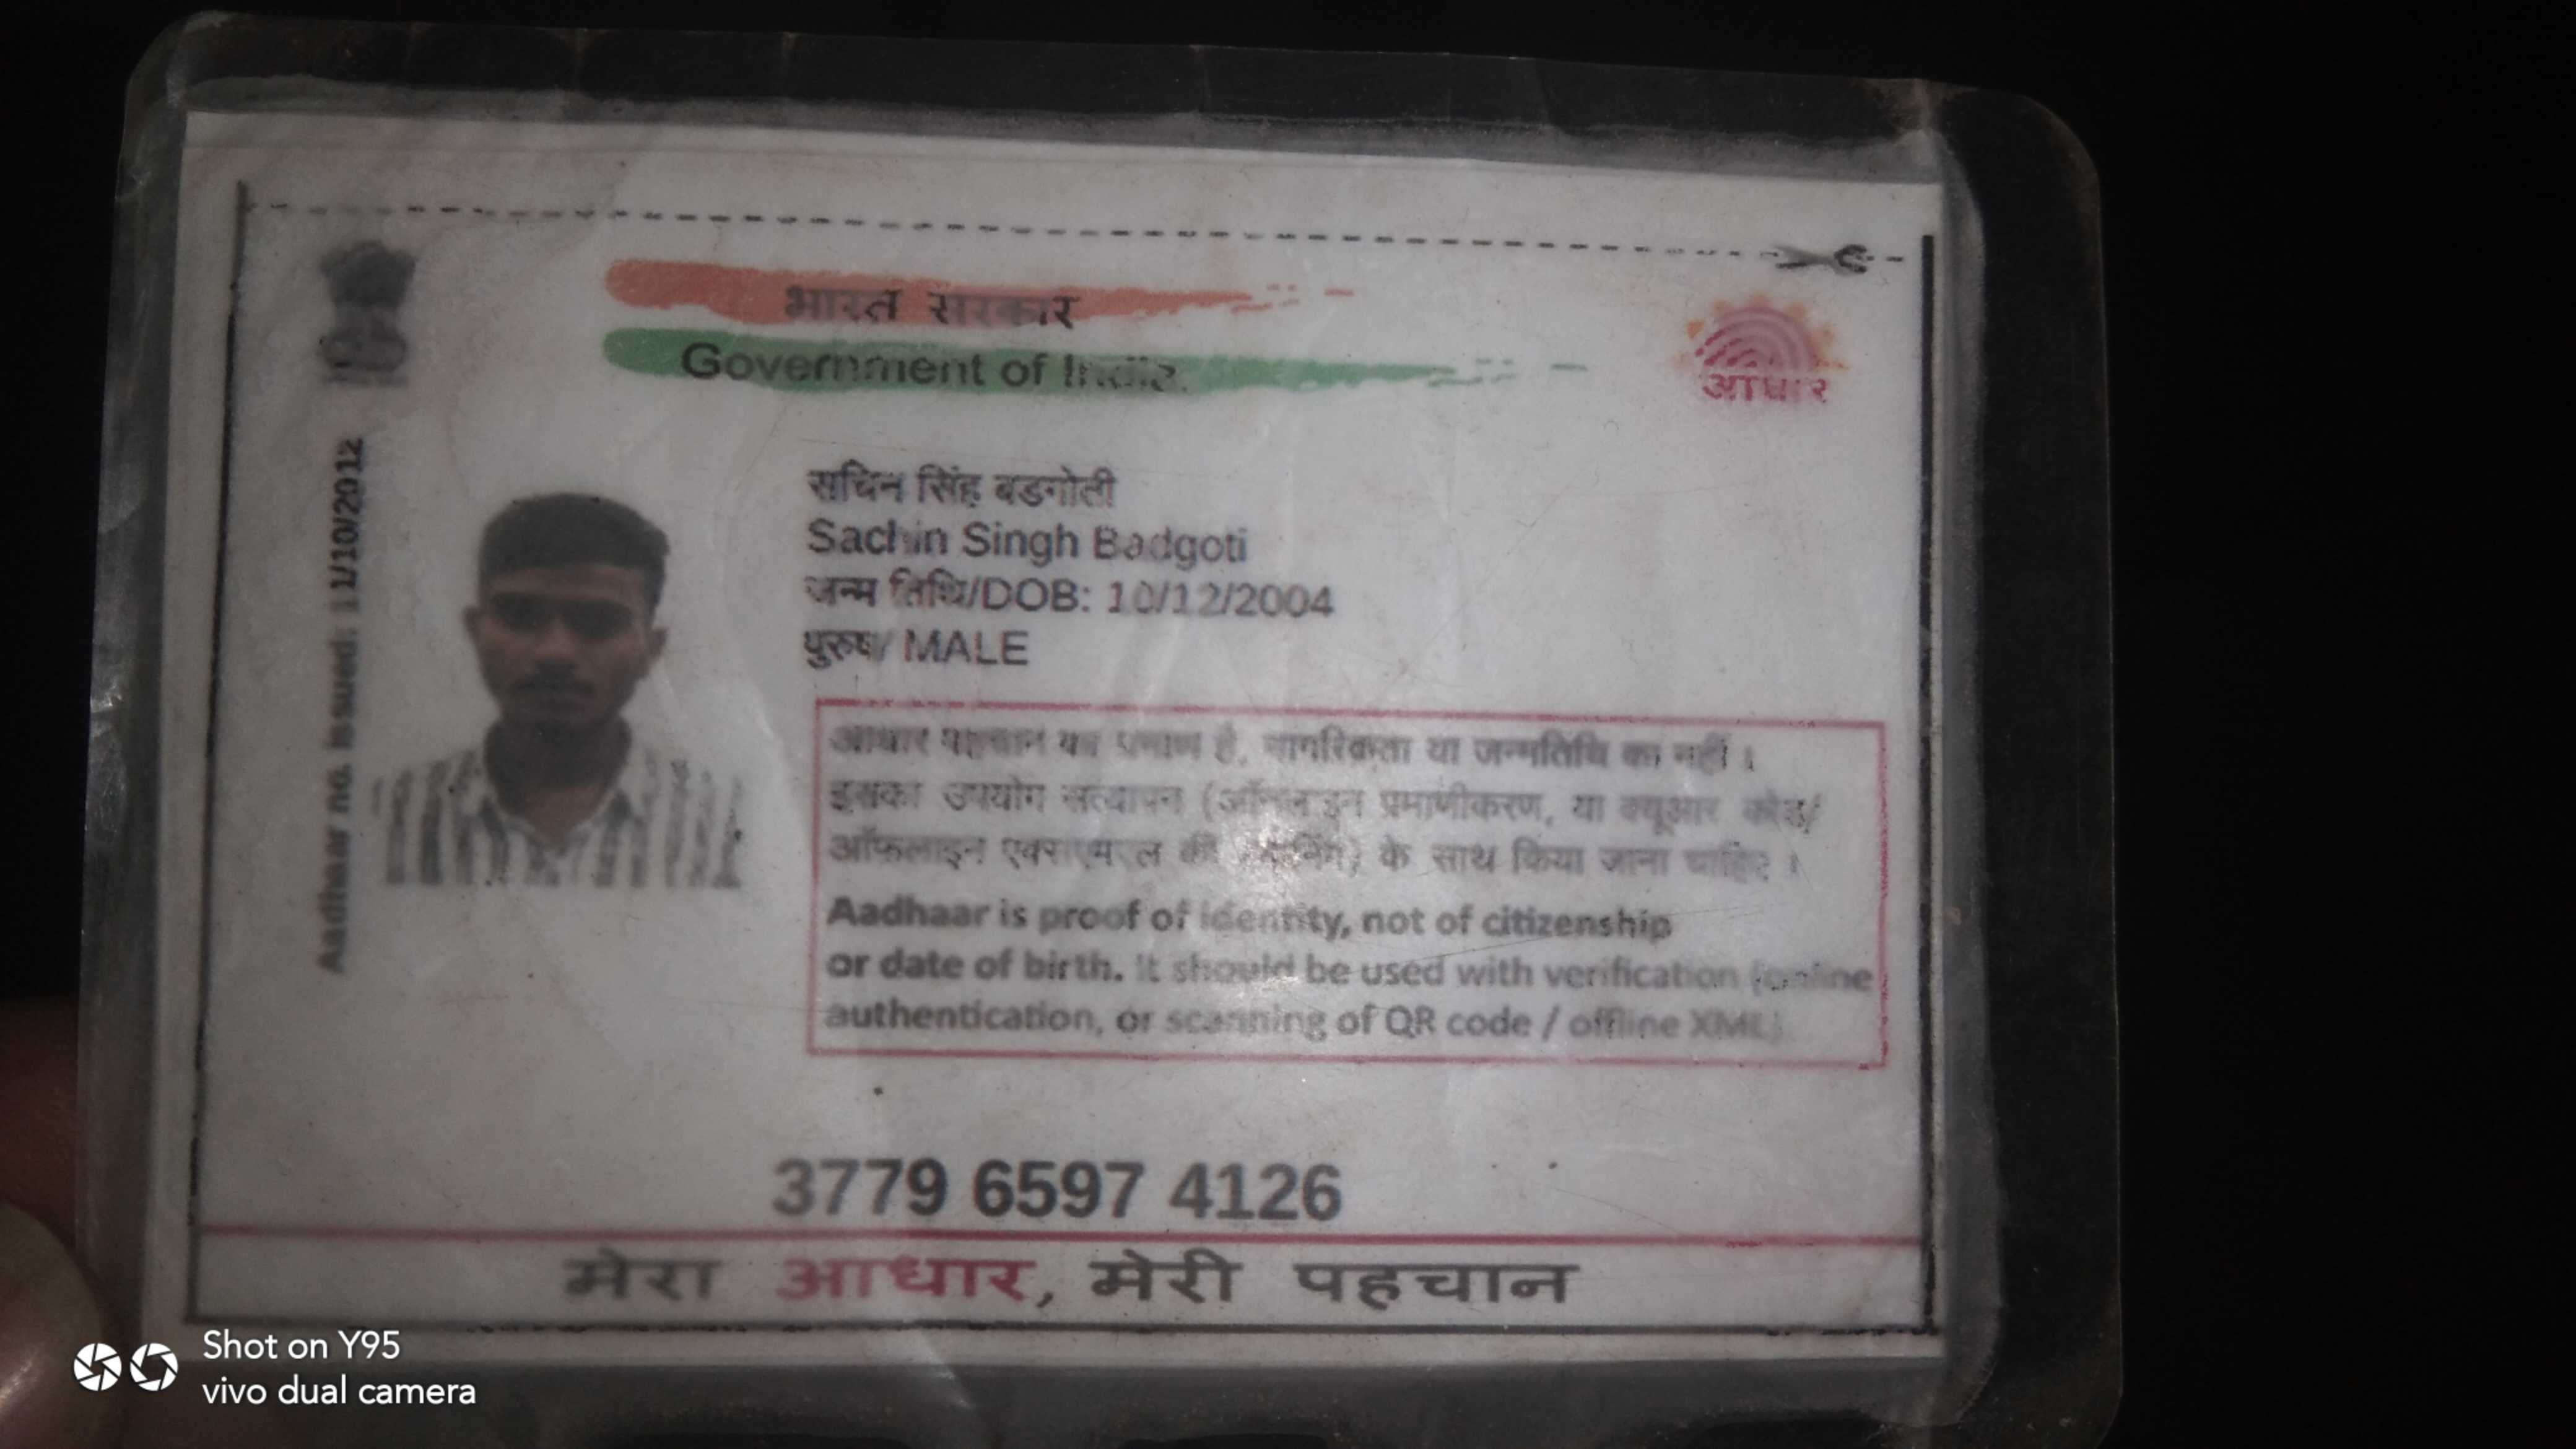 भारत सरकार
Government of India
आधार
Aadhaar no. issued: 11/10/2012
सचिन सिंह बडगोती
Sachin Singh Badgoti
जन्म तिथि/DOB: 10/12/2004
पुरुष/ MALE
आधार पहचान का प्रमाण है, नागरिकता या जन्मतिथि का नहीं ।
इसका उपयोग सत्यापन (ऑनलाइन प्रमाणीकरण, या क्यूआर कोड/
ऑफलाइन एक्सएमएल की स्कैनिंग) के साथ किया जाना चाहिए ।
Aadhaar is proof of identity, not of citizenship
or date of birth. It should be used with verification (online
authentication, or scanning of QR code / offline XML).
3779 6597 4126
मेरा आधार, मेरी पहचान
Shot on Y95
vivo dual camera